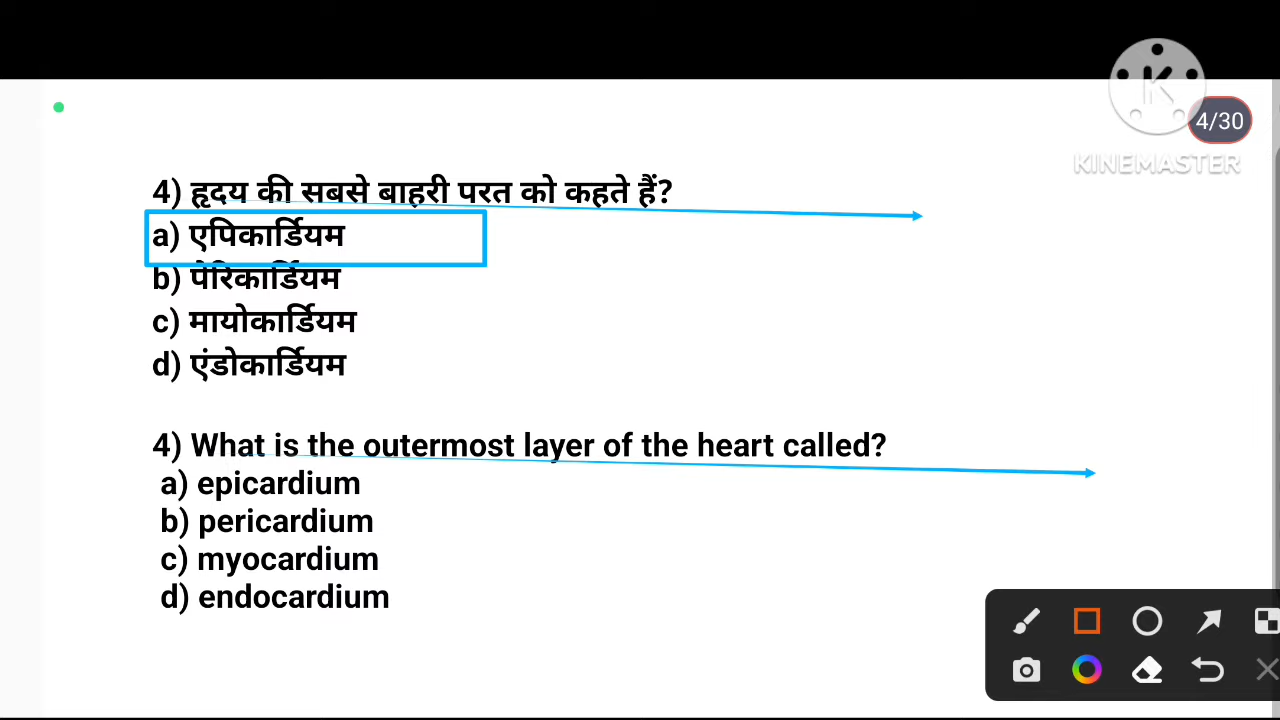 4/30
KINEMASTER
4) हृदय की सबसे बाहरी परत को कहते हैं?
a) एपिकार्डियम
b) पेरिकार्डियम
c) मायोकार्डियम
d) एंडोकार्डियम
4) What is the outermost layer of the heart called?
a) epicardium
b) pericardium
c) myocardium
d) endocardium